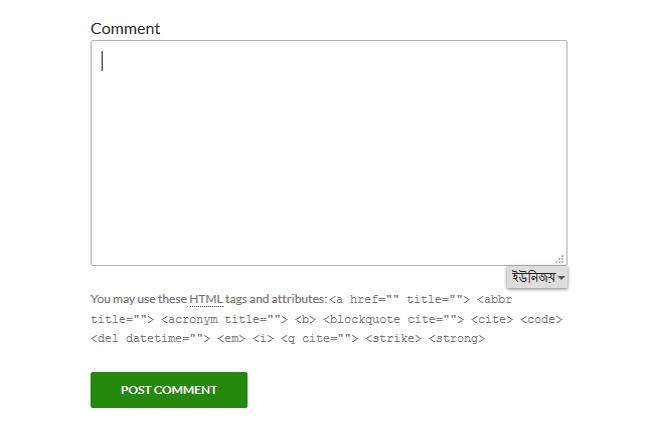 Comment
ইউনিজয়
You may use these HTML tags and attributes: <a href="" title=""> <abbr
title=""> <acronym title=""> <b> <blockquote cite=""> <cite> <code>
<del datetime=""> <em> <i> <q cite=""> <strike> <strong>
POST COMMENT